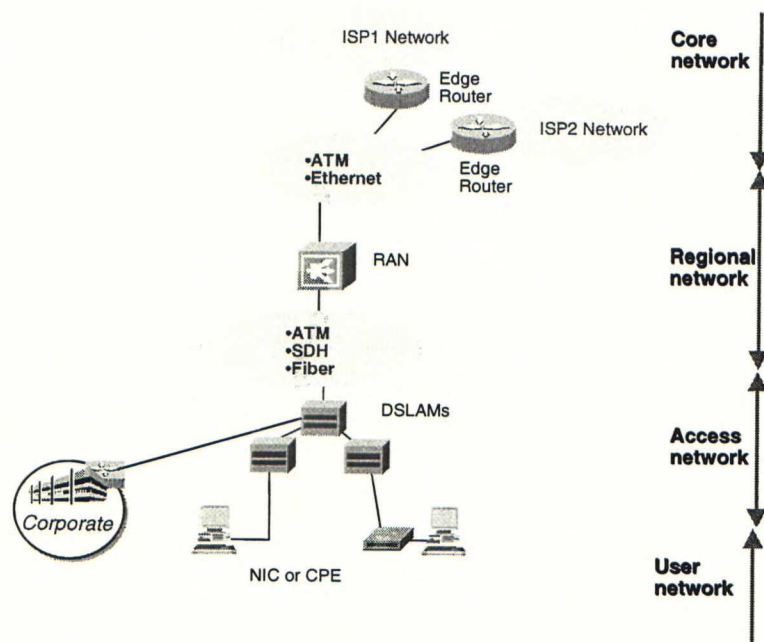 ISP1 Network
Core
network
Edge
Router
ISP2 Network
•ATM
•Ethernet
Edge
Router
RAN
Regional
network
•ATM
•SDH
•Fiber
DSLAMs
Access
network
Corporate
NIC or CPE
User
network